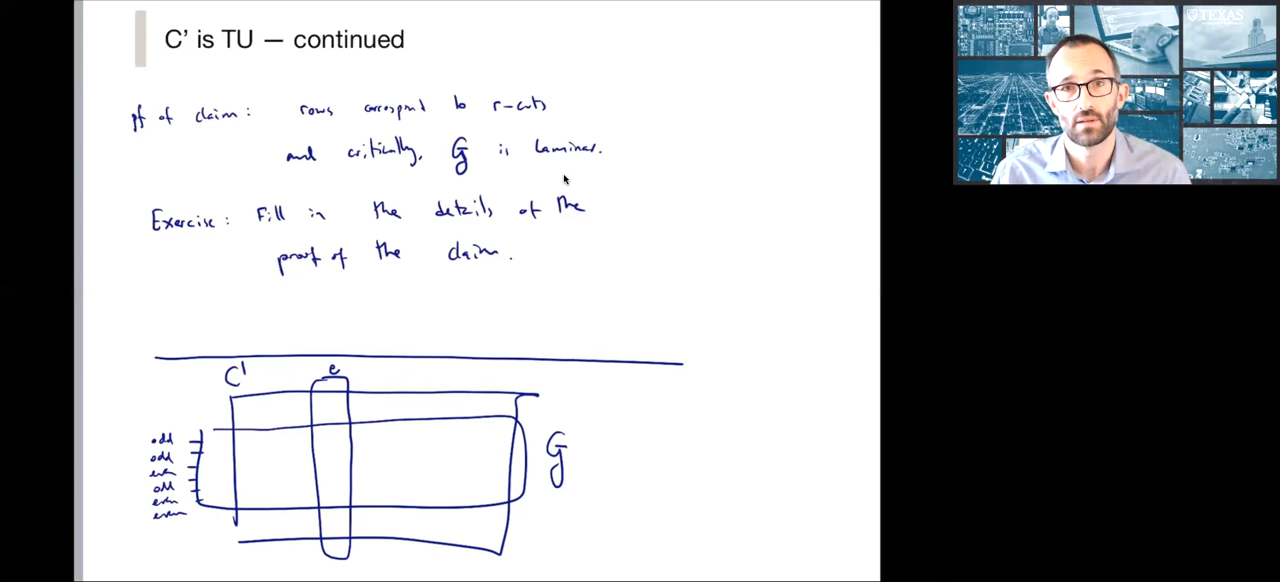 C' is TU — continued
TEXAS
pf of claim: rows correspond to r-cuts
and critically, G is laminar.
Exercise: Fill in the details of the
proof of the claim.
C' e
odd
odd
even
odd
even
even
G